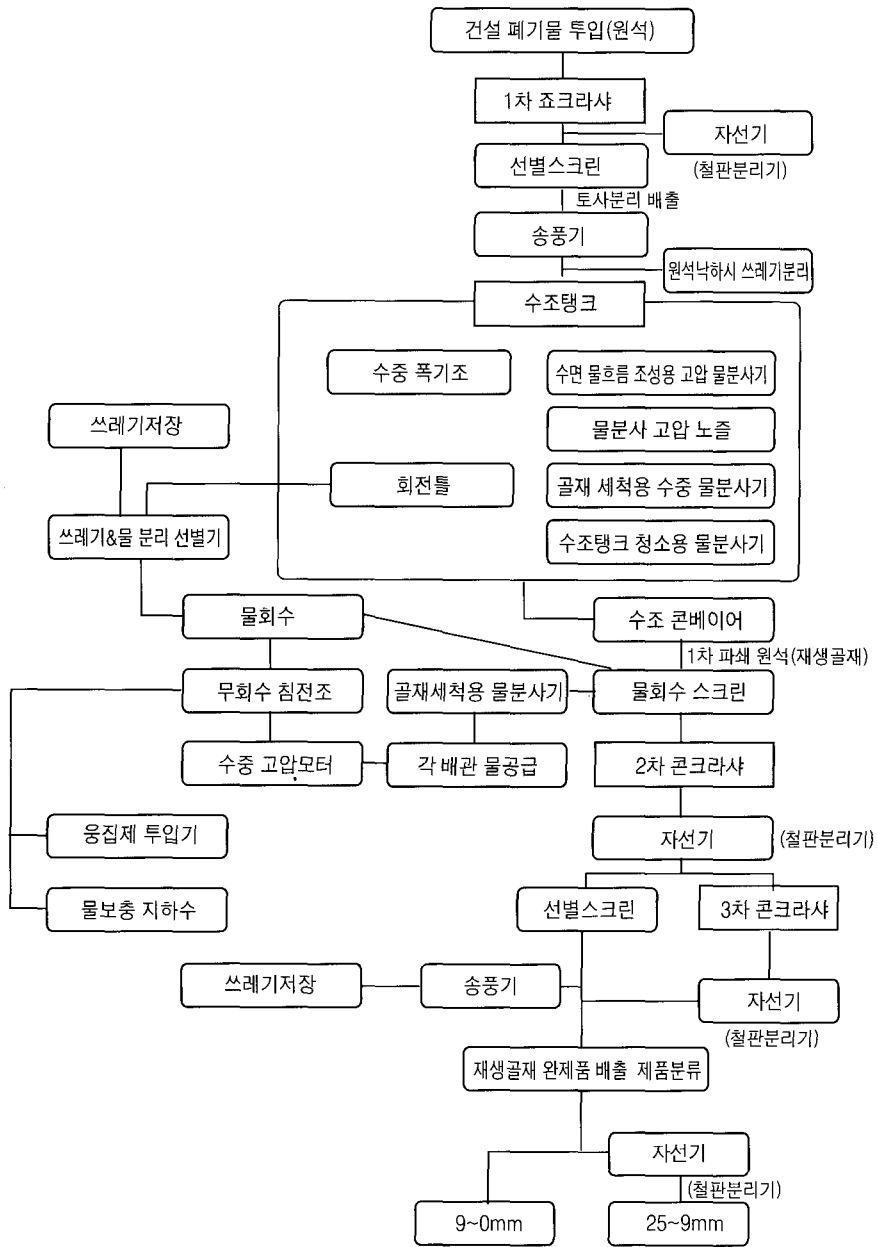 건설 폐기물 투입(원석)
1차 죠크라샤
자선기
(철판분리기)
선별스크린
토사분리 배출
송풍기
원석낙하시 쓰레기분리
수조탱크
수중 폭기조
수면 물흐름 조성용 고압 물분사기
쓰레기저장
물분사 고압 노즐
회전틀
골재 세척용 수중 물분사기
쓰레기&물 분리 선별기
수조탱크 청소용 물분사기
물회수
수조 콘베이어
1차 파쇄 원석(재생골재)
무회수 침전조
골재세척용 물분사기
물회수 스크린
수중 고압모터
각 배관 물공급
2차 콘크라샤
웅집제 투입기
자선기
(철판분리기)
물보충 지하수
선별스크린
3차 콘크라샤
쓰레기저장
송풍기
자선기
(철판분리기)
재생골재 완제품 배출 제품분류
자선기
(철판분리기)
9~0mm
25~9mm